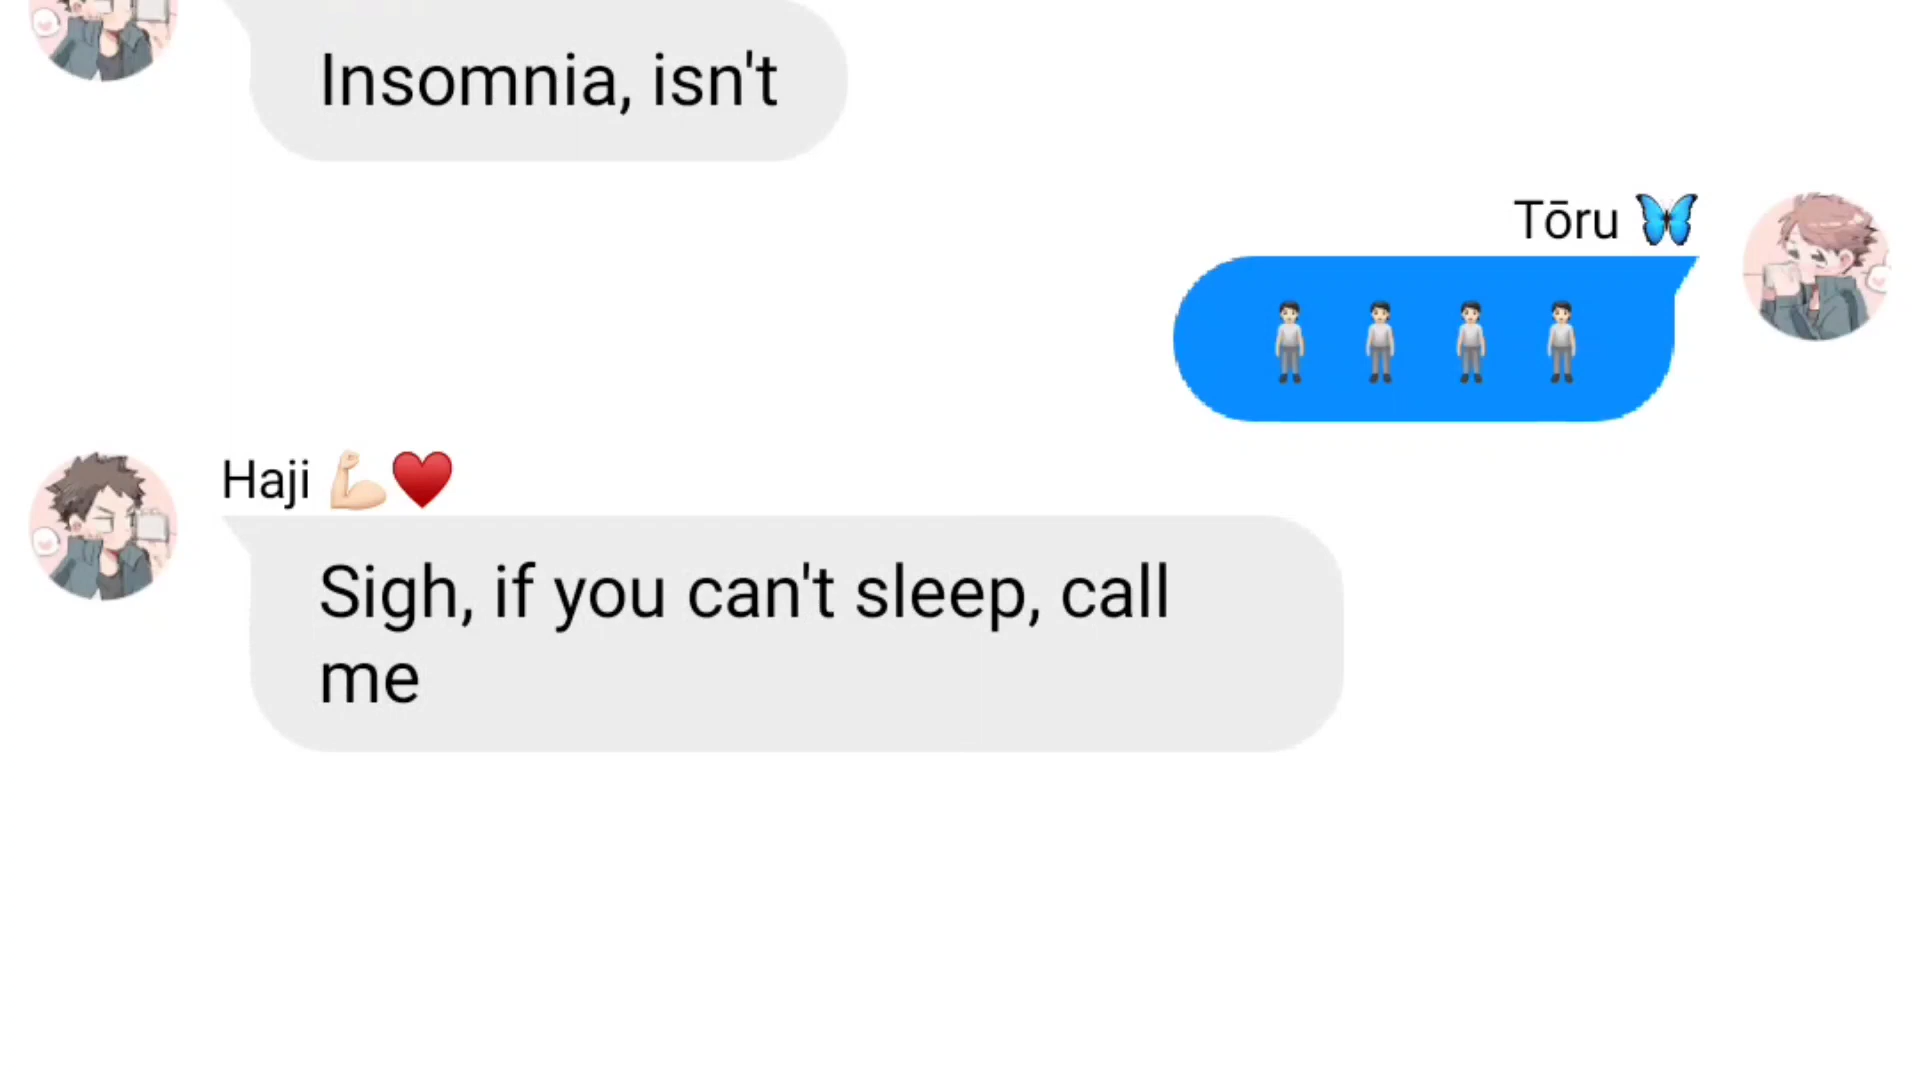 Insomnia, isn't
Tōru 🦋
🧍🏻🧍🏻🧍🏻🧍🏻
Haji 💪🏻♥️
Sigh, if you can't sleep, call
me